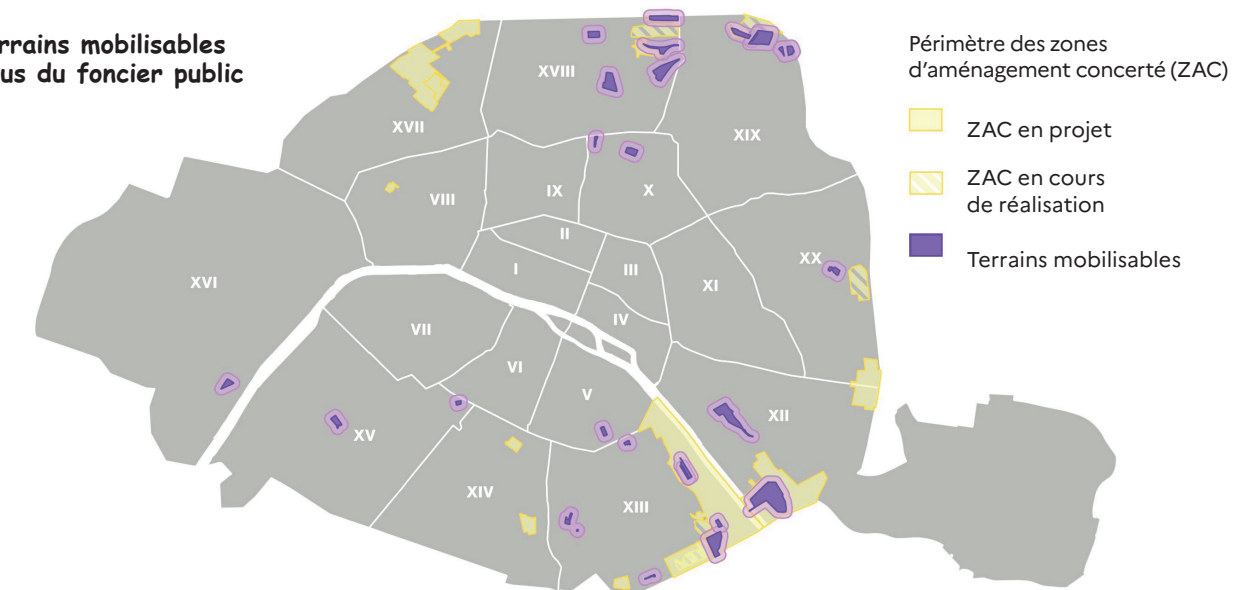 errains mobilisables
us du foncier public
Périmètre des zones
d'aménagement concerté (ZAC)
ZAC en projet
ZAC en cours
de réalisation
Terrains mobilisables
XVIII
XVII
XIX
VIII
IX
X
II
I
III
XX
XI
XVI
IV
VII
VI
V
XII
XV
XIV
XIII